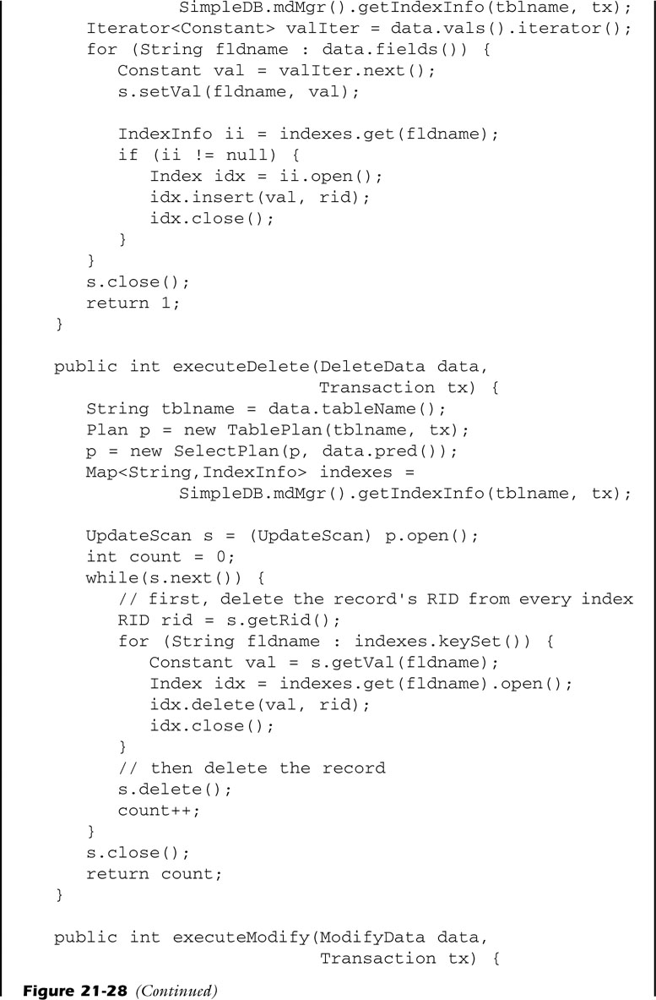 SimpleDB.mdMgr().getIndexInfo(tblname, tx);
Iterator<Constant> valIter = data.vals().iterator();
for (String fldname : data.fields()) {
Constant val = valIter.next();
s.setVal(fldname, val);
IndexInfo ii = indexes.get(fldname);
if (ii != null) {
Index idx = ii.open();
idx.insert(val, rid);
idx.close();
}
}
s.close();
return 1;
}
public int executeDelete(DeleteData data,
Transaction tx) {
String tblname = data.tableName();
Plan p = new TablePlan(tblname, tx);
p = new SelectPlan(p, data.pred());
Map<String,IndexInfo> indexes =
SimpleDB.mdMgr().getIndexInfo(tblname, tx);
UpdateScan s = (UpdateScan) p.open();
int count = 0;
while(s.next()) {
// first, delete the record's RID from every index
RID rid = s.getRid();
for (String fldname : indexes.keySet()) {
Constant val = s.getVal(fldname);
Index idx = indexes.get(fldname).open();
idx.delete(val, rid);
idx.close();
}
// then delete the record
s.delete();
count++;
}
s.close();
return count;
}
public int executeModify(ModifyData data,
Transaction tx) {
Figure 21-28 (Continued)